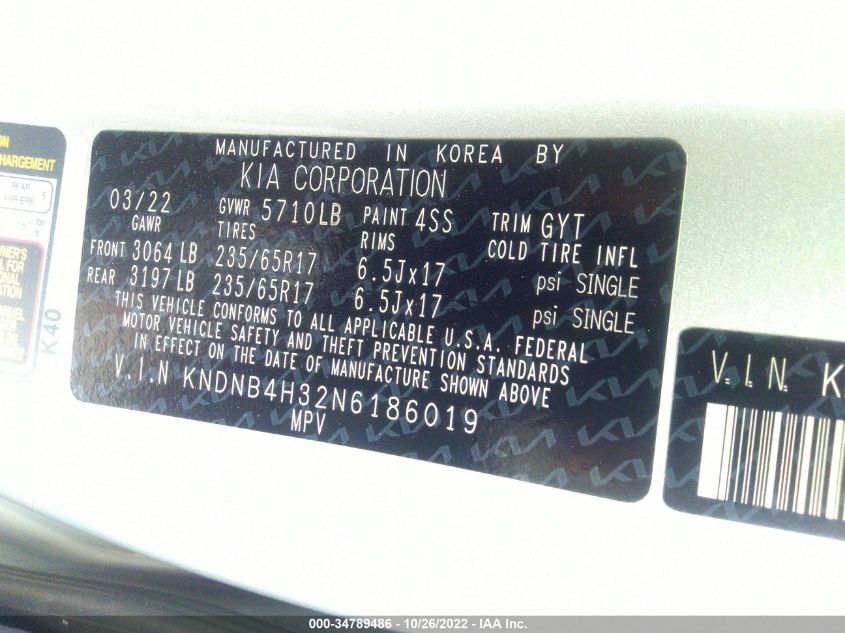 MANUFACTURED IN KOREA BY
KIA CORPORATION
03/22 GVWR 5710LB PAINT 4SS TRIM GYT
GAWR TIRES RIMS COLD TIRE INFL
FRONT 3064 LB 235/65R17 6.5Jx17 psi SINGLE
REAR 3197 LB 235/65R17 6.5Jx17 psi SINGLE
THIS VEHICLE CONFORMS TO ALL APPLICABLE U.S.A. FEDERAL
MOTOR VEHICLE SAFETY AND THEFT PREVENTION STANDARDS
IN EFFECT ON THE DATE OF MANUFACTURE SHOWN ABOVE
V.I.N KNDNB4H32N6186019
MPV
REAR 5
K40
V.I.N.
000-34789486 - 10/26/2022 - IAA Inc.